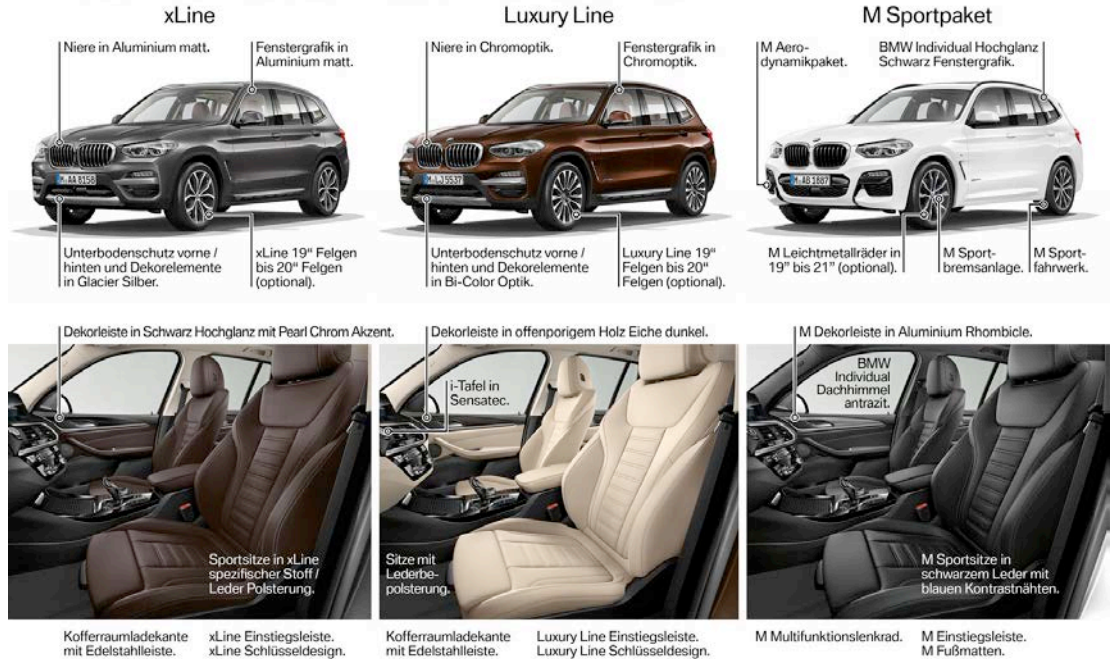 xLine
Niere in Aluminium matt.
Fenstergrafik in
Aluminium matt.
M·AA 8158
Unterbodenschutz vorne /
hinten und Dekorelemente
in Glacier Silber.
xLine 19“ Felgen
bis 20“ Felgen
(optional).
Luxury Line
Niere in Chromoptik.
Fenstergrafik in
Chromoptik.
M·LJ 5537
Unterbodenschutz vorne /
hinten und Dekorelemente
in Bi-Color Optik.
Luxury Line 19“
Felgen bis 20“
Felgen (optional).
M Sportpaket
M Aero-
dynamikpaket.
BMW Individual Hochglanz
Schwarz Fenstergrafik.
M·AB 1887
M Leichtmetallräder in
19” bis 21” (optional).
M Sport-
bremsanlage.
M Sport-
fahrwerk.
Dekorleiste in Schwarz Hochglanz mit Pearl Chrom Akzent.
Sportsitze in xLine
spezifischer Stoff /
Leder Polsterung.
Kofferraumladekante
mit Edelstahlleiste.
xLine Einstiegsleiste.
xLine Schlüsseldesign.
Dekorleiste in offenporigem Holz Eiche dunkel.
i-Tafel in
Sensatec.
Sitze mit
Lederbe-
polsterung.
Kofferraumladekante
mit Edelstahlleiste.
Luxury Line Einstiegsleiste.
Luxury Line Schlüsseldesign.
M Dekorleiste in Aluminium Rhombicle.
BMW
Individual
Dachhimmel
antrazit.
M Sportsitze in
schwarzem Leder mit
blauen Kontrastnähten.
M Multifunktionslenkrad.
M Einstiegsleiste.
M Fußmatten.